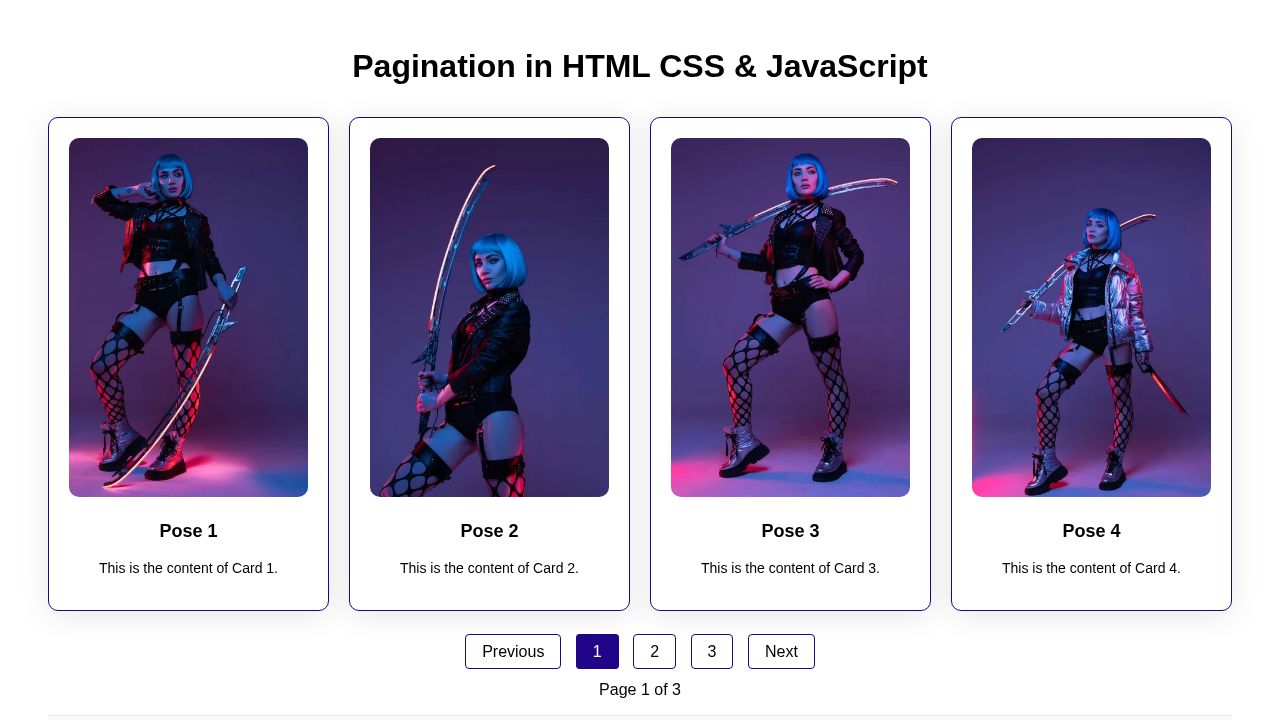 Pagination in HTML CSS & JavaScript
Pose 1
This is the content of Card 1.
Pose 2
This is the content of Card 2.
Pose 3
This is the content of Card 3.
Pose 4
This is the content of Card 4.
Previous 1 2 3 Next
Page 1 of 3